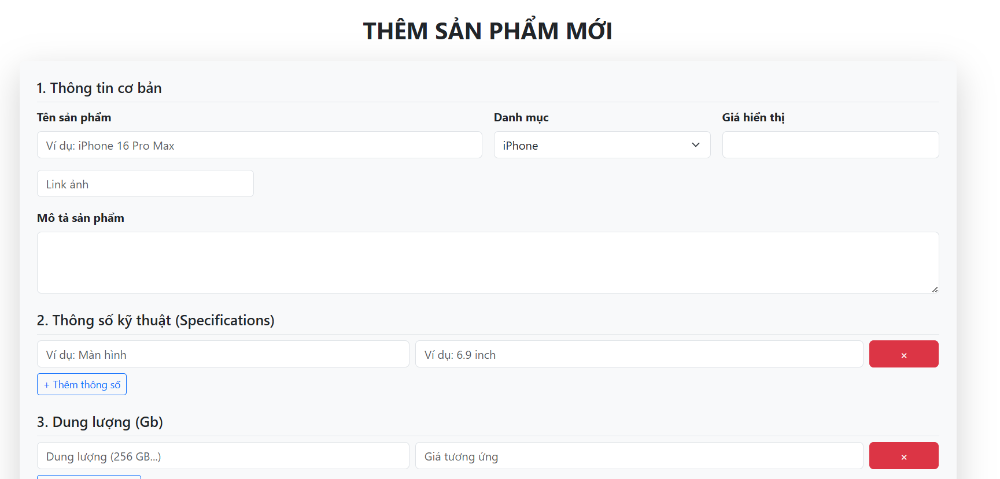 THÊM SẢN PHẨM MỚI
1. Thông tin cơ bản
Tên sản phẩm
Danh mục
Giá hiển thị
Ví dụ: iPhone 16 Pro Max
iPhone
Link ảnh
Mô tả sản phẩm
2. Thông số kỹ thuật (Specifications)
Ví dụ: Màn hình
Ví dụ: 6.9 inch
×
+ Thêm thông số
3. Dung lượng (Gb)
Dung lượng (256 GB...)
Giá tương ứng
×